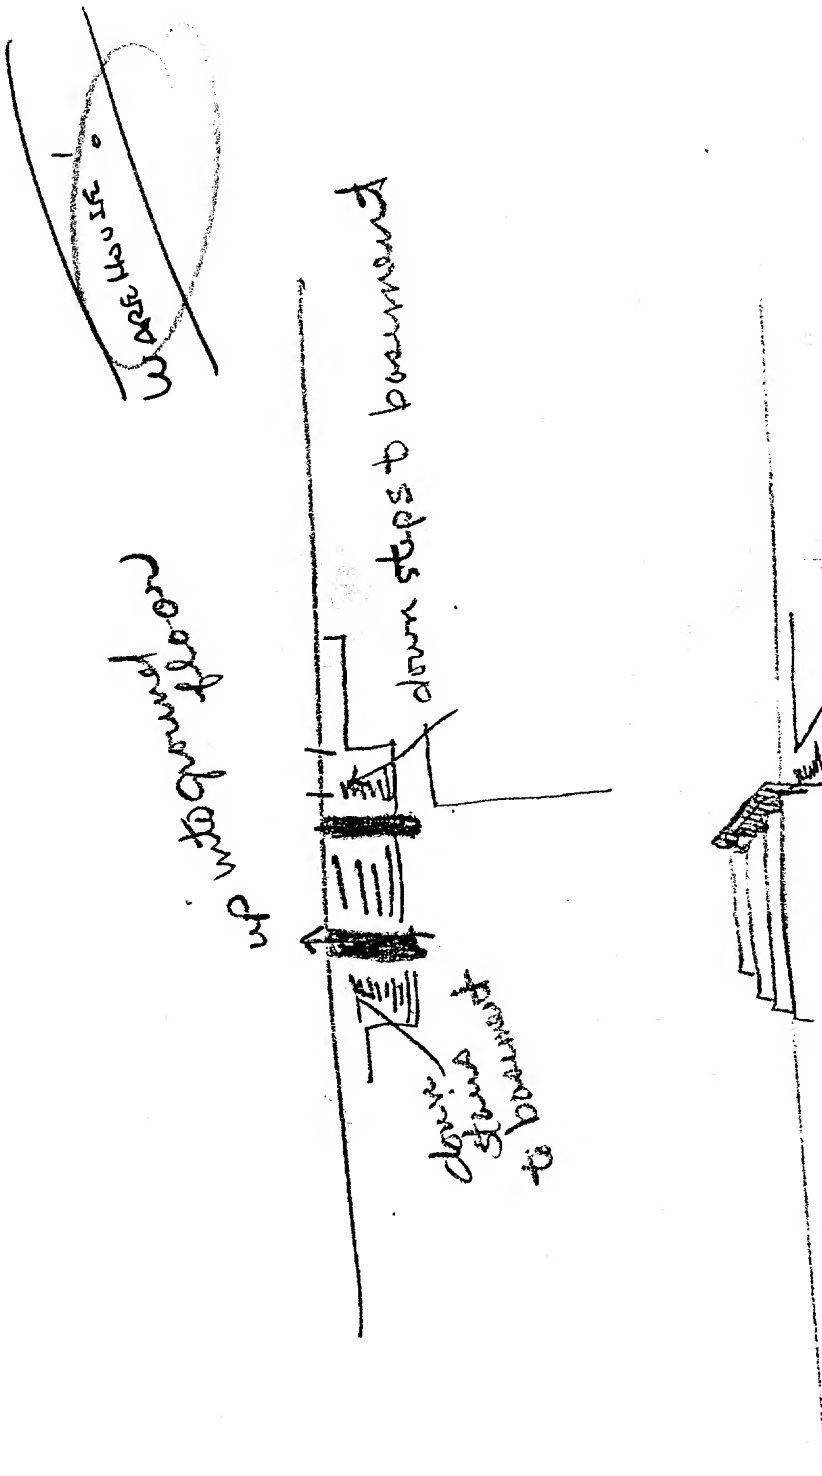 WAREHOUSE.
up into ground
floor
down steps to basement
down
stairs
to basement